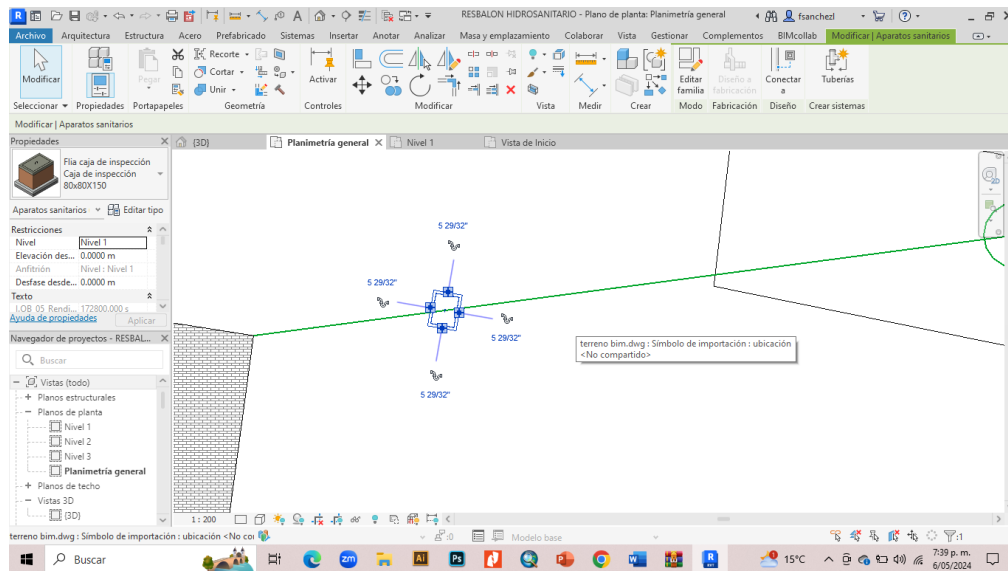 RESBALON HIDROSANITARIO - Plano de planta: Planimetría general
fsanchezl
Archivo Arquitectura Estructura Acero Prefabricado Sistemas Insertar Anotar Analizar Masa y emplazamiento Colaborar Vista Gestionar Complementos BIMcollab Modificar | Aparatos sanitarios
Modificar
Pegar
Recorte
Cortar
Unir
Activar
Editar familia
Diseño a fabricación
Conectar a
Tuberías
Seleccionar Propiedades Portapapeles Geometría Controles Modificar Vista Medir Crear Modo Fabricación Diseño Crear sistemas
Modificar | Aparatos sanitarios
Propiedades
{3D}
Planimetría general
Nivel 1
Vista de Inicio
Flia caja de inspección
Caja de inspección
80x80X150
Aparatos sanitarios Editar tipo
Restricciones
Nivel Nivel 1
Elevación des... 0.0000 m
Anfitrión Nivel : Nivel 1
Desfase desde... 0.0000 m
Texto
LOB_05_Rendi... 172800.000 s
Ayuda de propiedades Aplicar
Navegador de proyectos - RESBAL...
Buscar
Vistas (todo)
Planos estructurales
Planos de planta
Nivel 1
Nivel 2
Nivel 3
Planimetría general
Planos de techo
Vistas 3D
{3D}
5 29/32"
5 29/32"
5 29/32"
5 29/32"
terreno bim.dwg : Símbolo de importación : ubicación
<No compartido>
2D
1 : 200
terreno bim.dwg : Símbolo de importación : ubicación <No co
:0
Modelo base
:1
Buscar
15°C
7:39 p. m.
6/05/2024